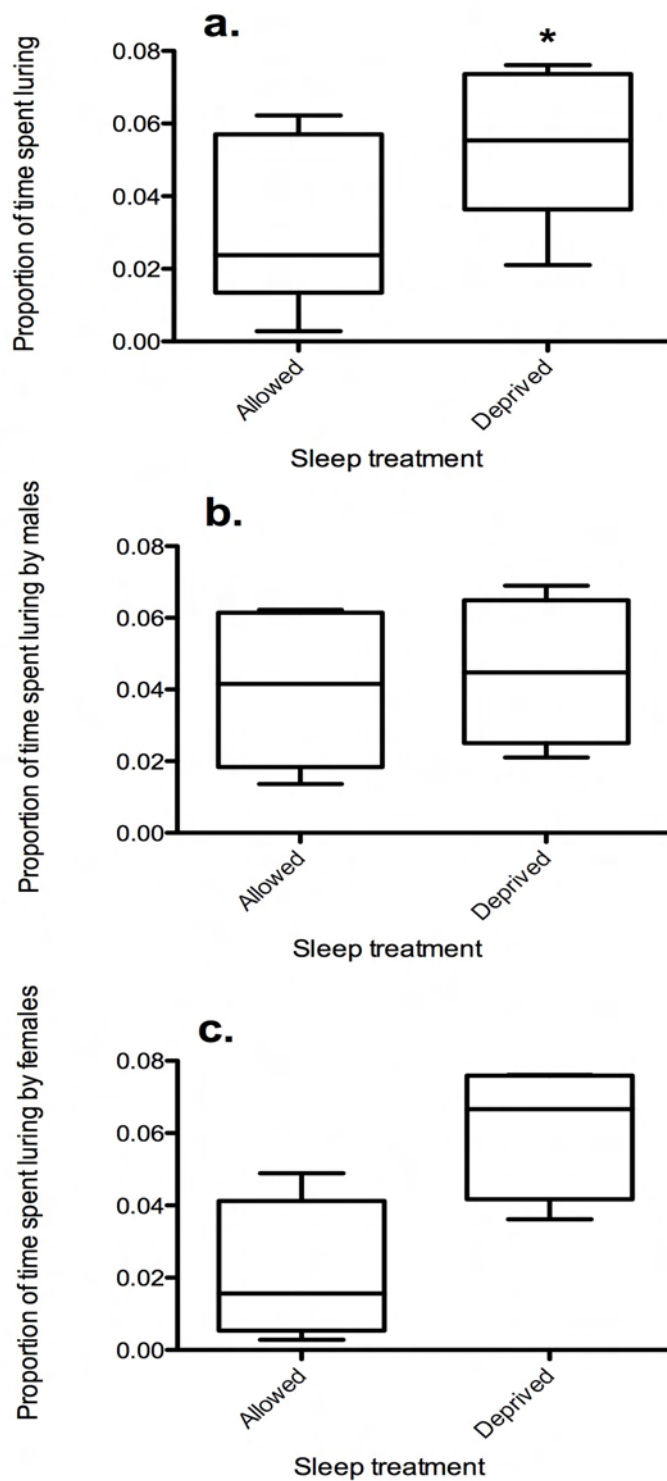 a.
*
Proportion of time spent luring
0.08
0.06
0.04
0.02
0.00
Allowed
Deprived
Sleep treatment
b.
Proportion of time spent luring by males
0.08
0.06
0.04
0.02
0.00
Allowed
Deprived
Sleep treatment
c.
Proportion of time spent luring by females
0.08
0.06
0.04
0.02
0.00
Allowed
Deprived
Sleep treatment